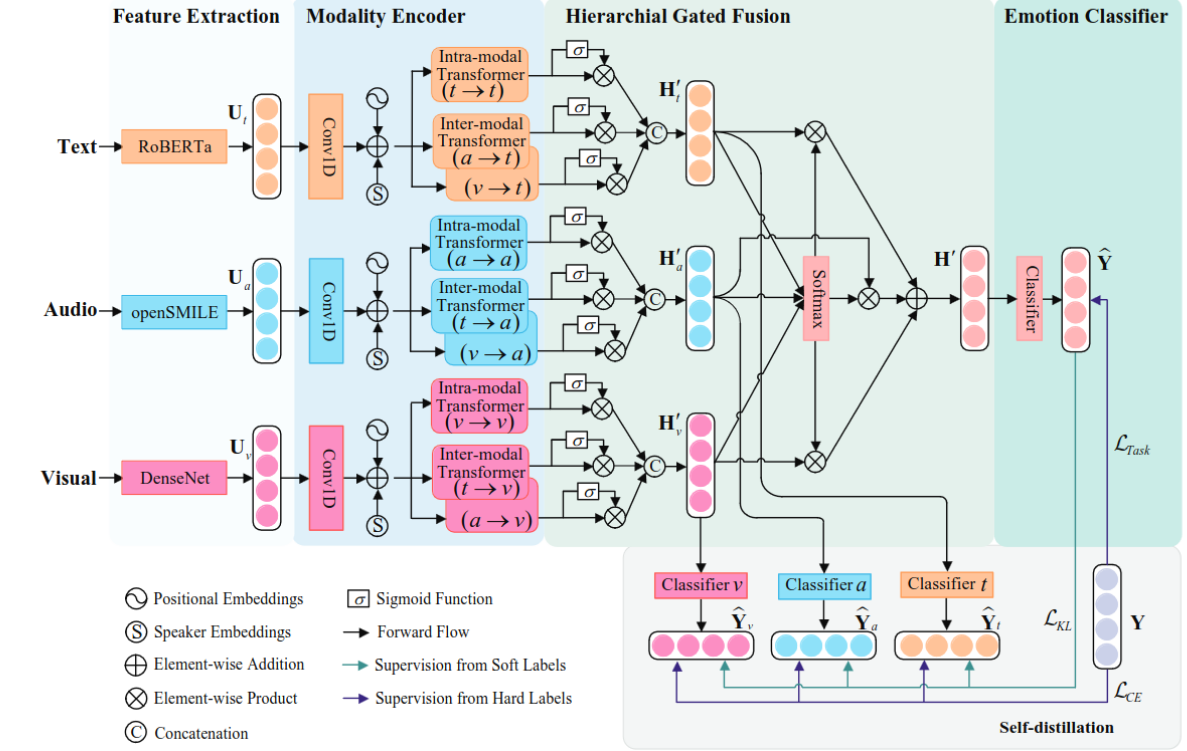 Feature Extraction
Modality Encoder
Hierarchial Gated Fusion
Emotion Classifier
Text
RoBERTa
U_t
Conv1D
S
Intra-modal
Transformer
(t → t)
Inter-modal
Transformer
(a → t)
(v → t)
σ
σ
σ
C
H'_t
Audio
openSMILE
U_a
Conv1D
S
Intra-modal
Transformer
(a → a)
Inter-modal
Transformer
(t → a)
(v → a)
σ
σ
σ
C
H'_a
Softmax
H'
Classifier
Ŷ
Visual
DenseNet
U_v
Conv1D
S
Intra-modal
Transformer
(v → v)
Inter-modal
Transformer
(t → v)
(a → v)
σ
σ
σ
C
H'_v
ℒ_Task
Classifier v
Classifier a
Classifier t
Ŷ_v
Ŷ_a
Ŷ_t
ℒ_KL
Y
ℒ_CE
Self-distillation
Positional Embeddings
S Speaker Embeddings
Element-wise Addition
Element-wise Product
C Concatenation
σ Sigmoid Function
Forward Flow
Supervision from Soft Labels
Supervision from Hard Labels